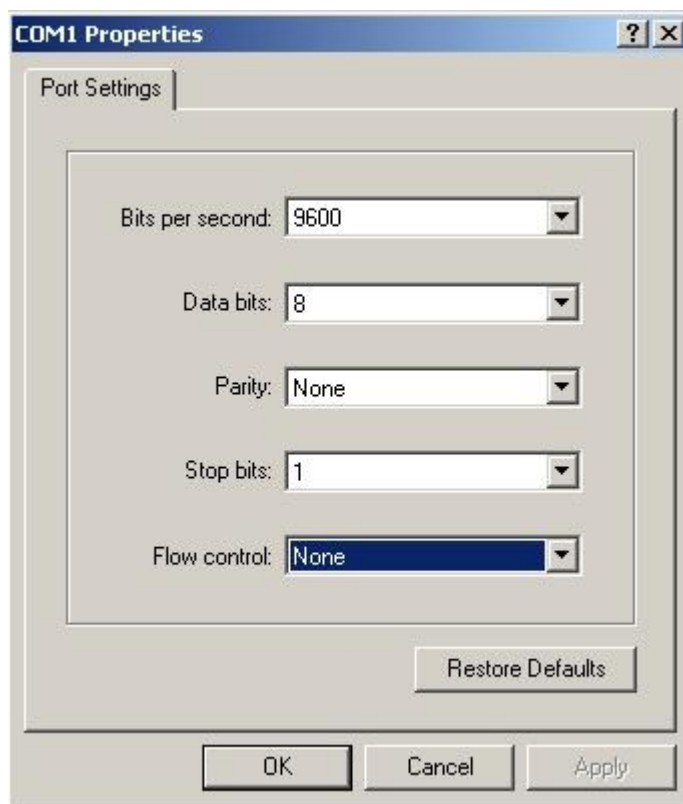 COM1 Properties
Port Settings
Bits per second: 9600
Data bits: 8
Parity: None
Stop bits: 1
Flow control: None
Restore Defaults
OK Cancel Apply